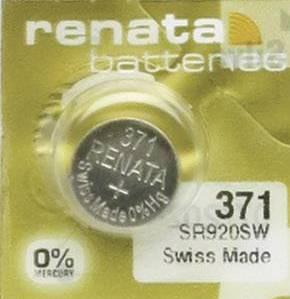 renata
batteries
371
RENATA
+
Swiss Made 0%Hg
371
SR920SW
Swiss Made
0%
MERCURY